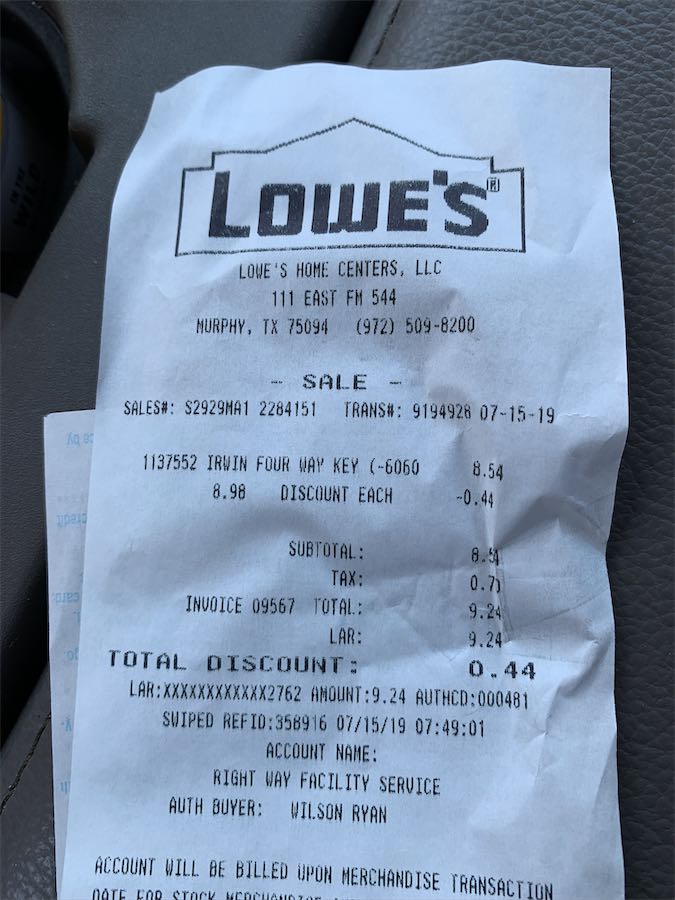 LOWE'S®
LOWE'S HOME CENTERS, LLC
111 EAST FM 544
MURPHY, TX 75094 (972) 509-8200
- SALE -
SALES#: S2929MA1 2284151 TRANS#: 9194928 07-15-19
1137552 IRWIN FOUR WAY KEY (-6060 8.54
8.98 DISCOUNT EACH -0.44
SUBTOTAL: 8.54
TAX: 0.7
INVOICE 09567 TOTAL: 9.24
LAR: 9.24
TOTAL DISCOUNT: 0.44
LAR:XXXXXXXXXXXX2762 AMOUNT:9.24 AUTHCD:000481
SWIPED REFID:358916 07/15/19 07:49:01
ACCOUNT NAME:
RIGHT WAY FACILITY SERVICE
AUTH BUYER: WILSON RYAN
ACCOUNT WILL BE BILLED UPON MERCHANDISE TRANSACTION
DATE FOR STOCK MERCHANDISE
WILD